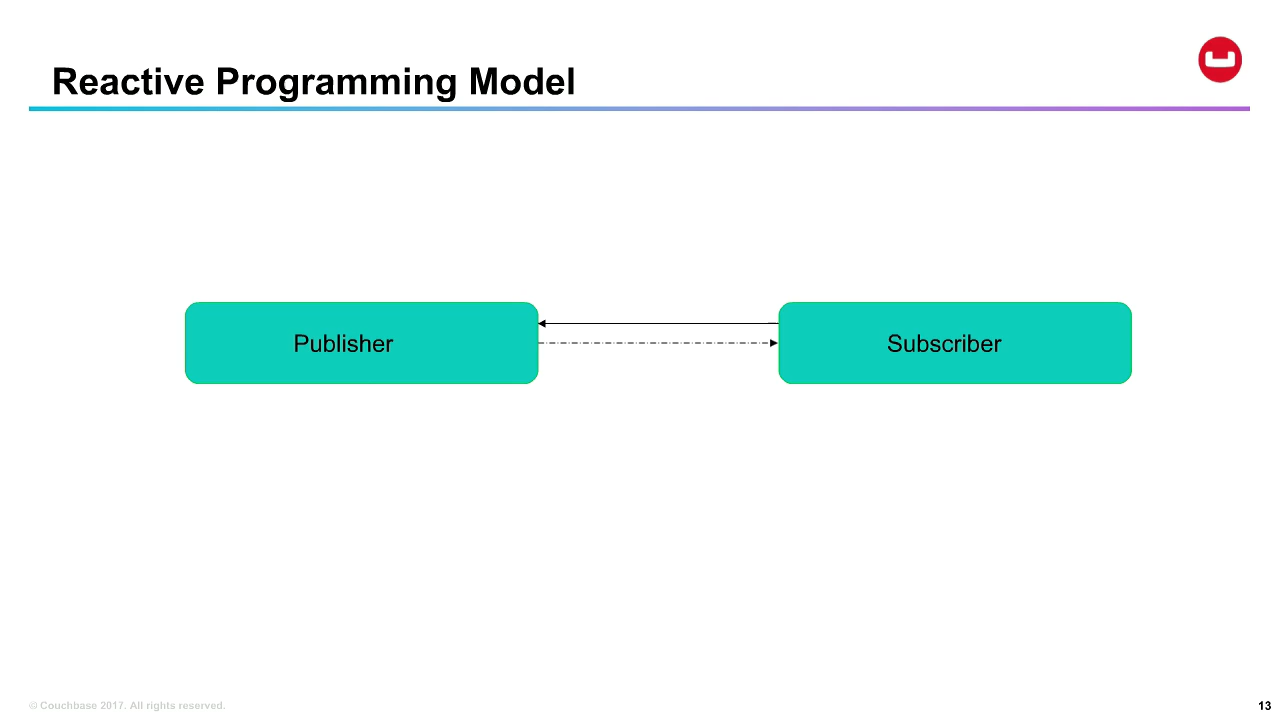 Reactive Programming Model
Publisher
Subscriber
© Couchbase 2017. All rights reserved.
13